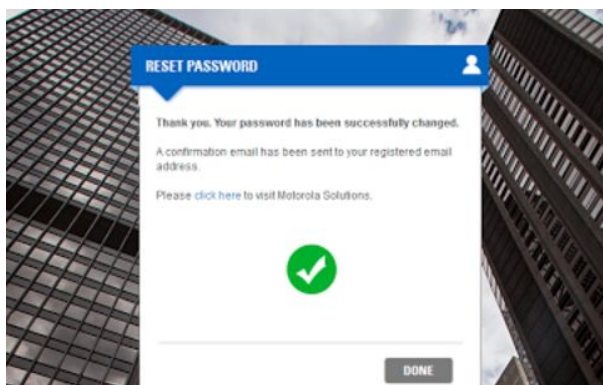 RESET PASSWORD
Thank you. Your password has been successfully changed.
A confirmation email has been sent to your registered email
address.
Please click here to visit Motorola Solutions.
DONE